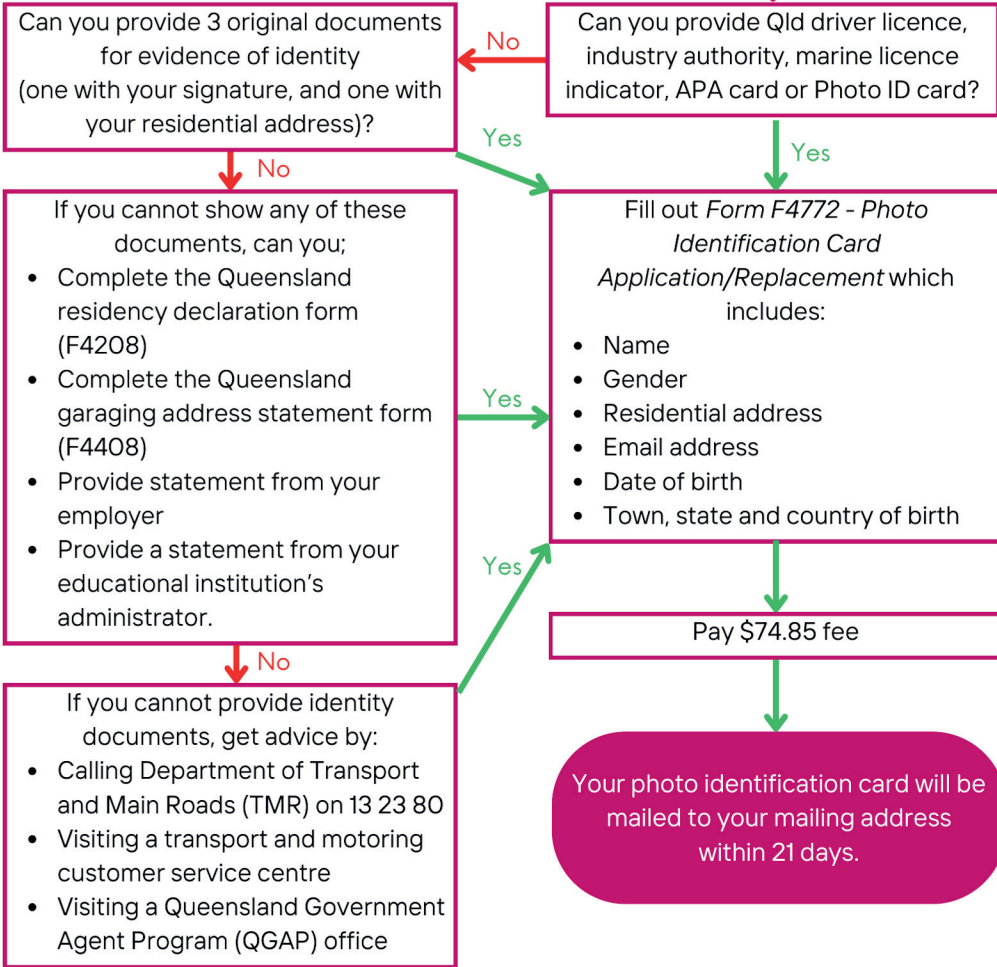 Can you provide 3 original documents
for evidence of identity
(one with your signature, and one with
your residential address)?
No
Can you provide Qld driver licence,
industry authority, marine licence
indicator, APA card or Photo ID card?
Yes
Yes
No
If you cannot show any of these
documents, can you;
• Complete the Queensland
residency declaration form
(F4208)
• Complete the Queensland
garaging address statement form
(F4408)
• Provide statement from your
employer
• Provide a statement from your
educational institution's
administrator.
Yes
Fill out Form F4772 - Photo
Identification Card
Application/Replacement which
includes:
• Name
• Gender
• Residential address
• Email address
• Date of birth
• Town, state and country of birth
Yes
No
Pay $74.85 fee
If you cannot provide identity
documents, get advice by:
• Calling Department of Transport
and Main Roads (TMR) on 13 23 80
• Visiting a transport and motoring
customer service centre
• Visiting a Queensland Government
Agent Program (QGAP) office
Your photo identification card will be
mailed to your mailing address
within 21 days.